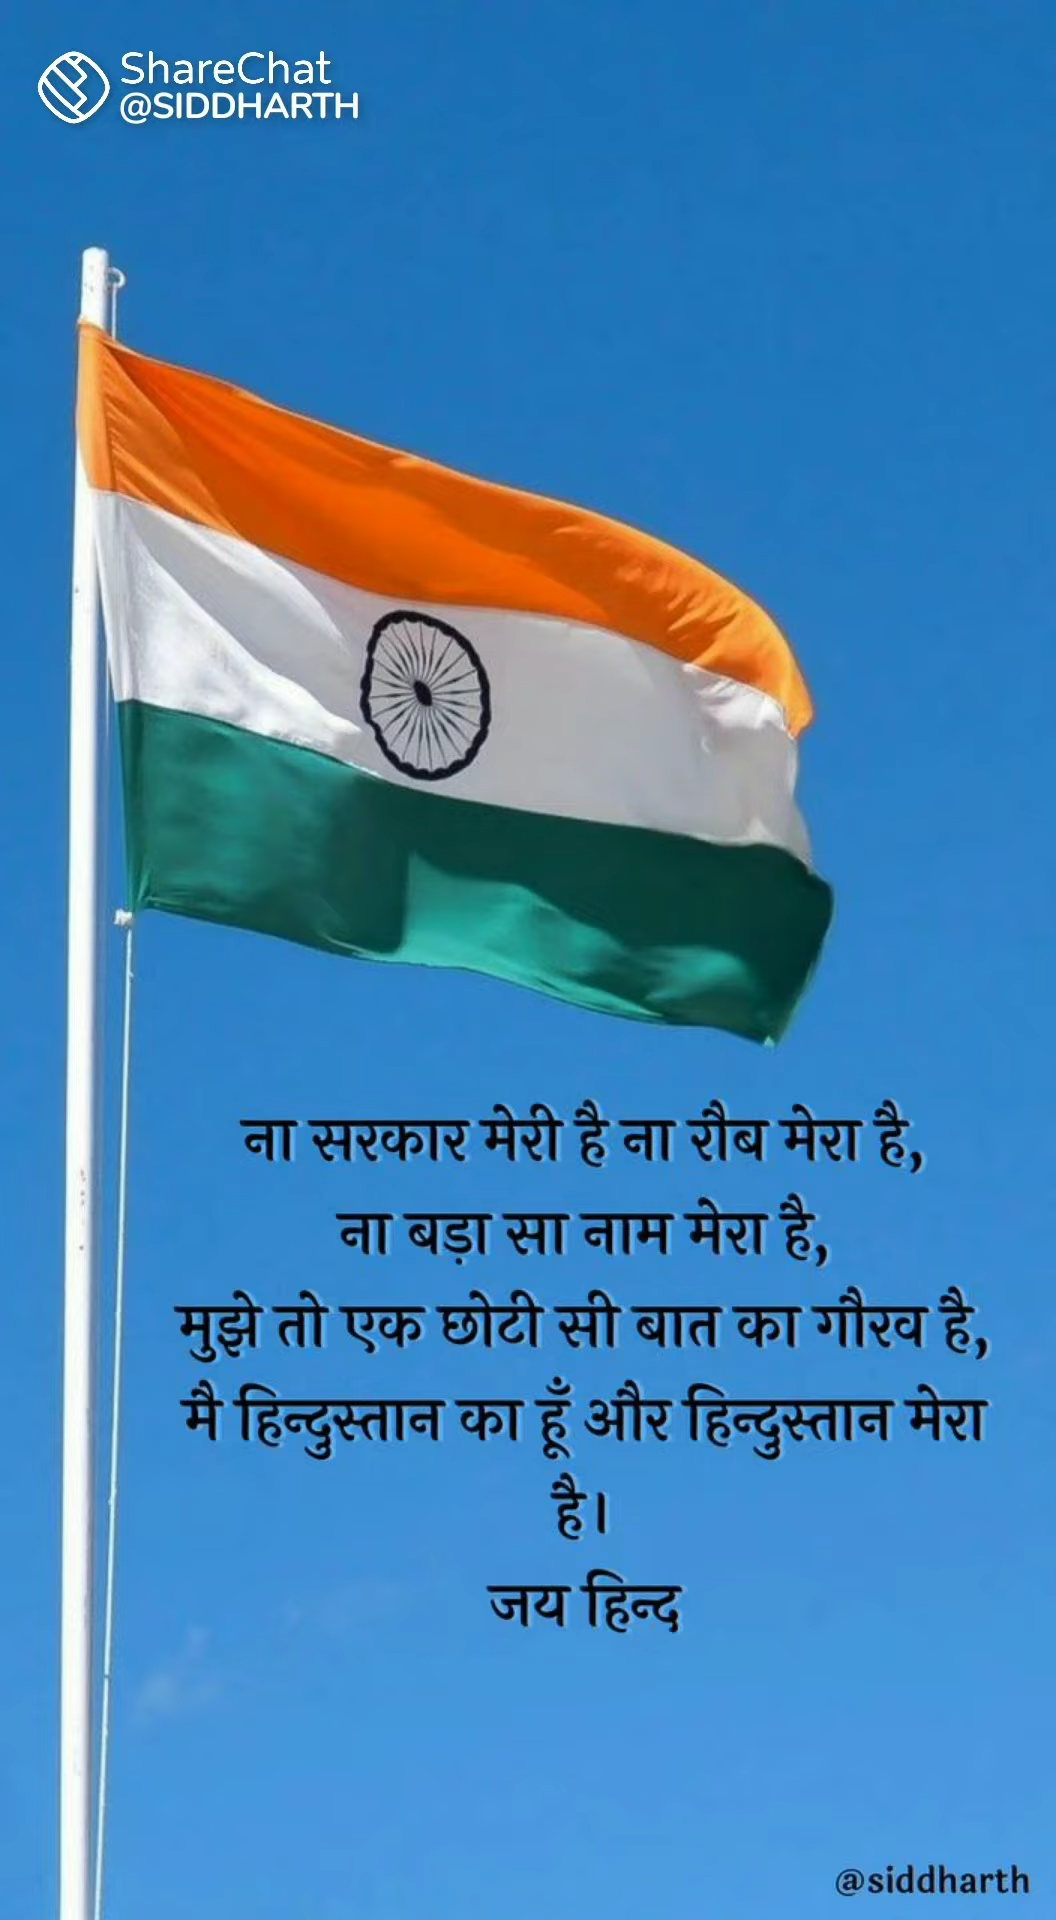 ShareChat
@SIDDHARTH
ना सरकार मेरी है ना रौब मेरा है,
ना बड़ा सा नाम मेरा है,
मुझे तो एक छोटी सी बात का गौरव है,
मै हिन्दुस्तान का हूँ और हिन्दुस्तान मेरा
है।
जय हिन्द
@siddharth